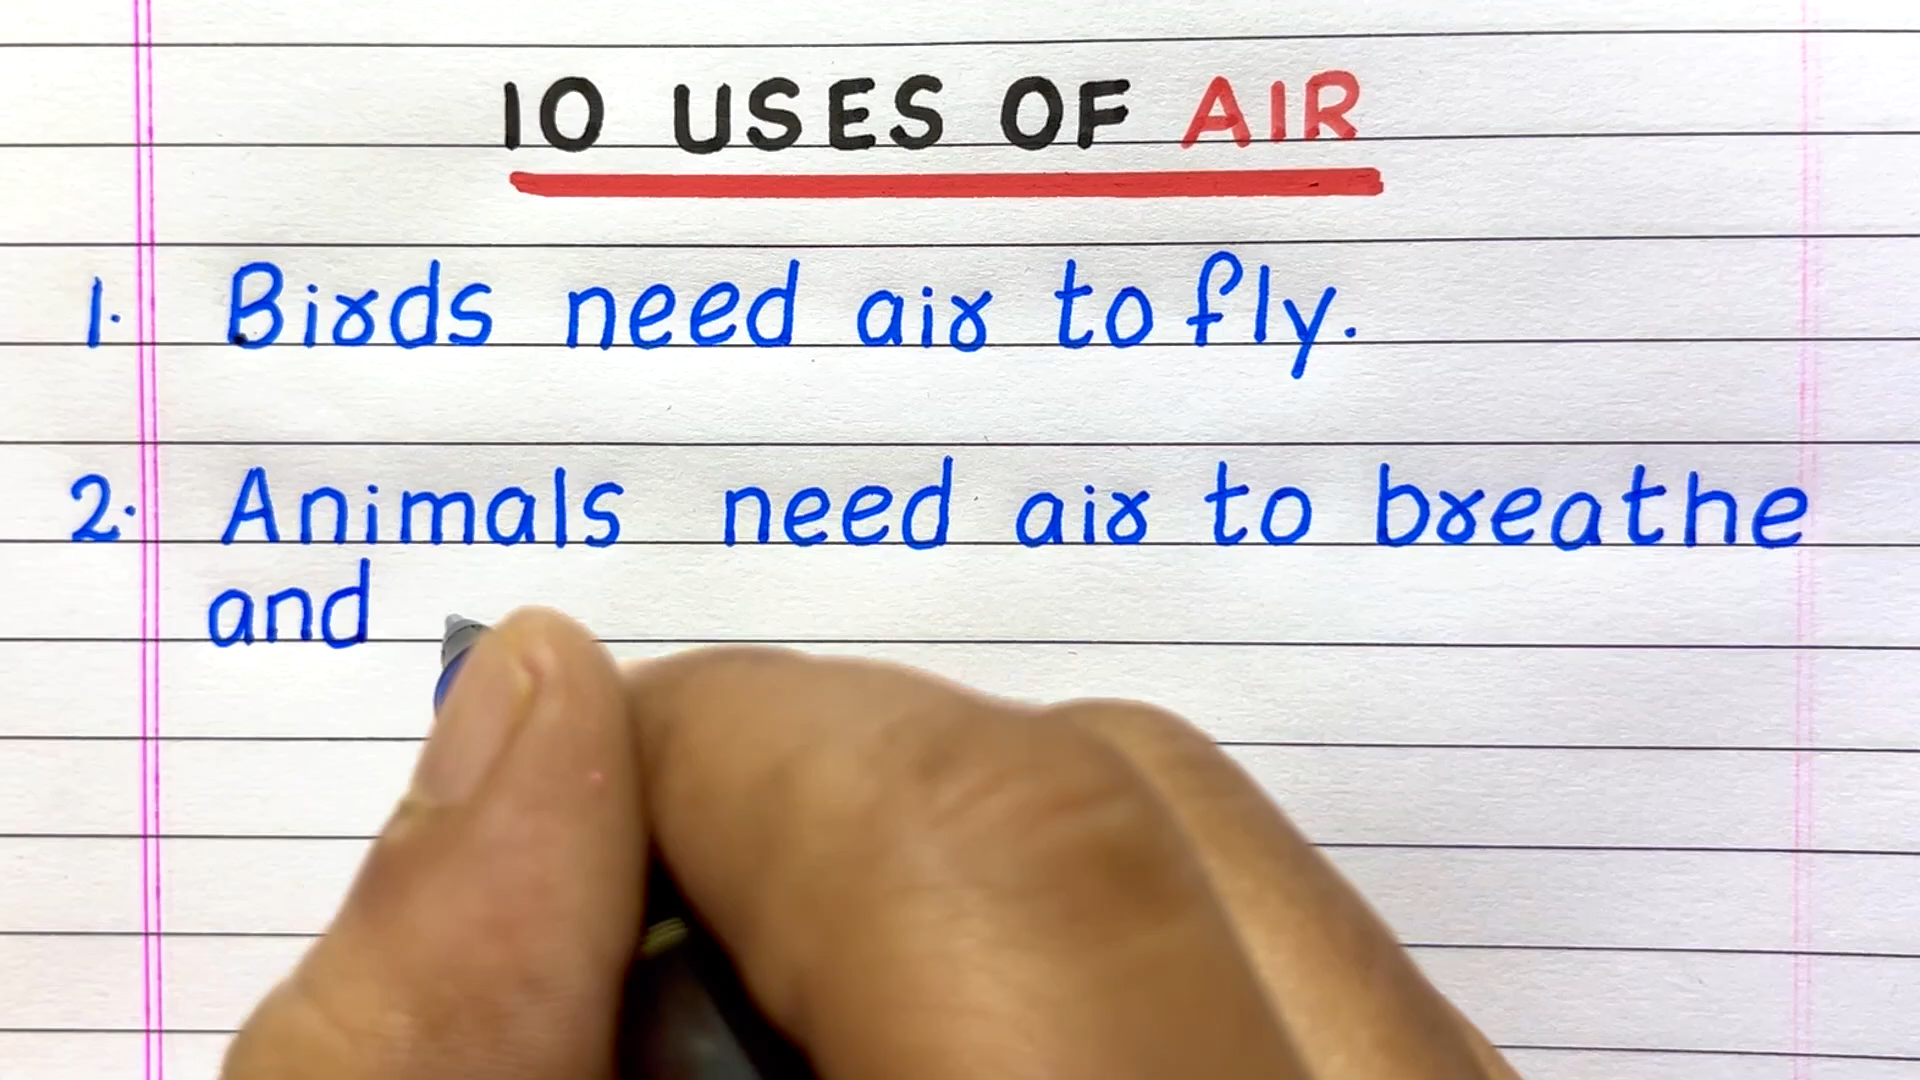 10 USES OF AIR
1. Birds need air to fly.
2. Animals need air to breathe
and